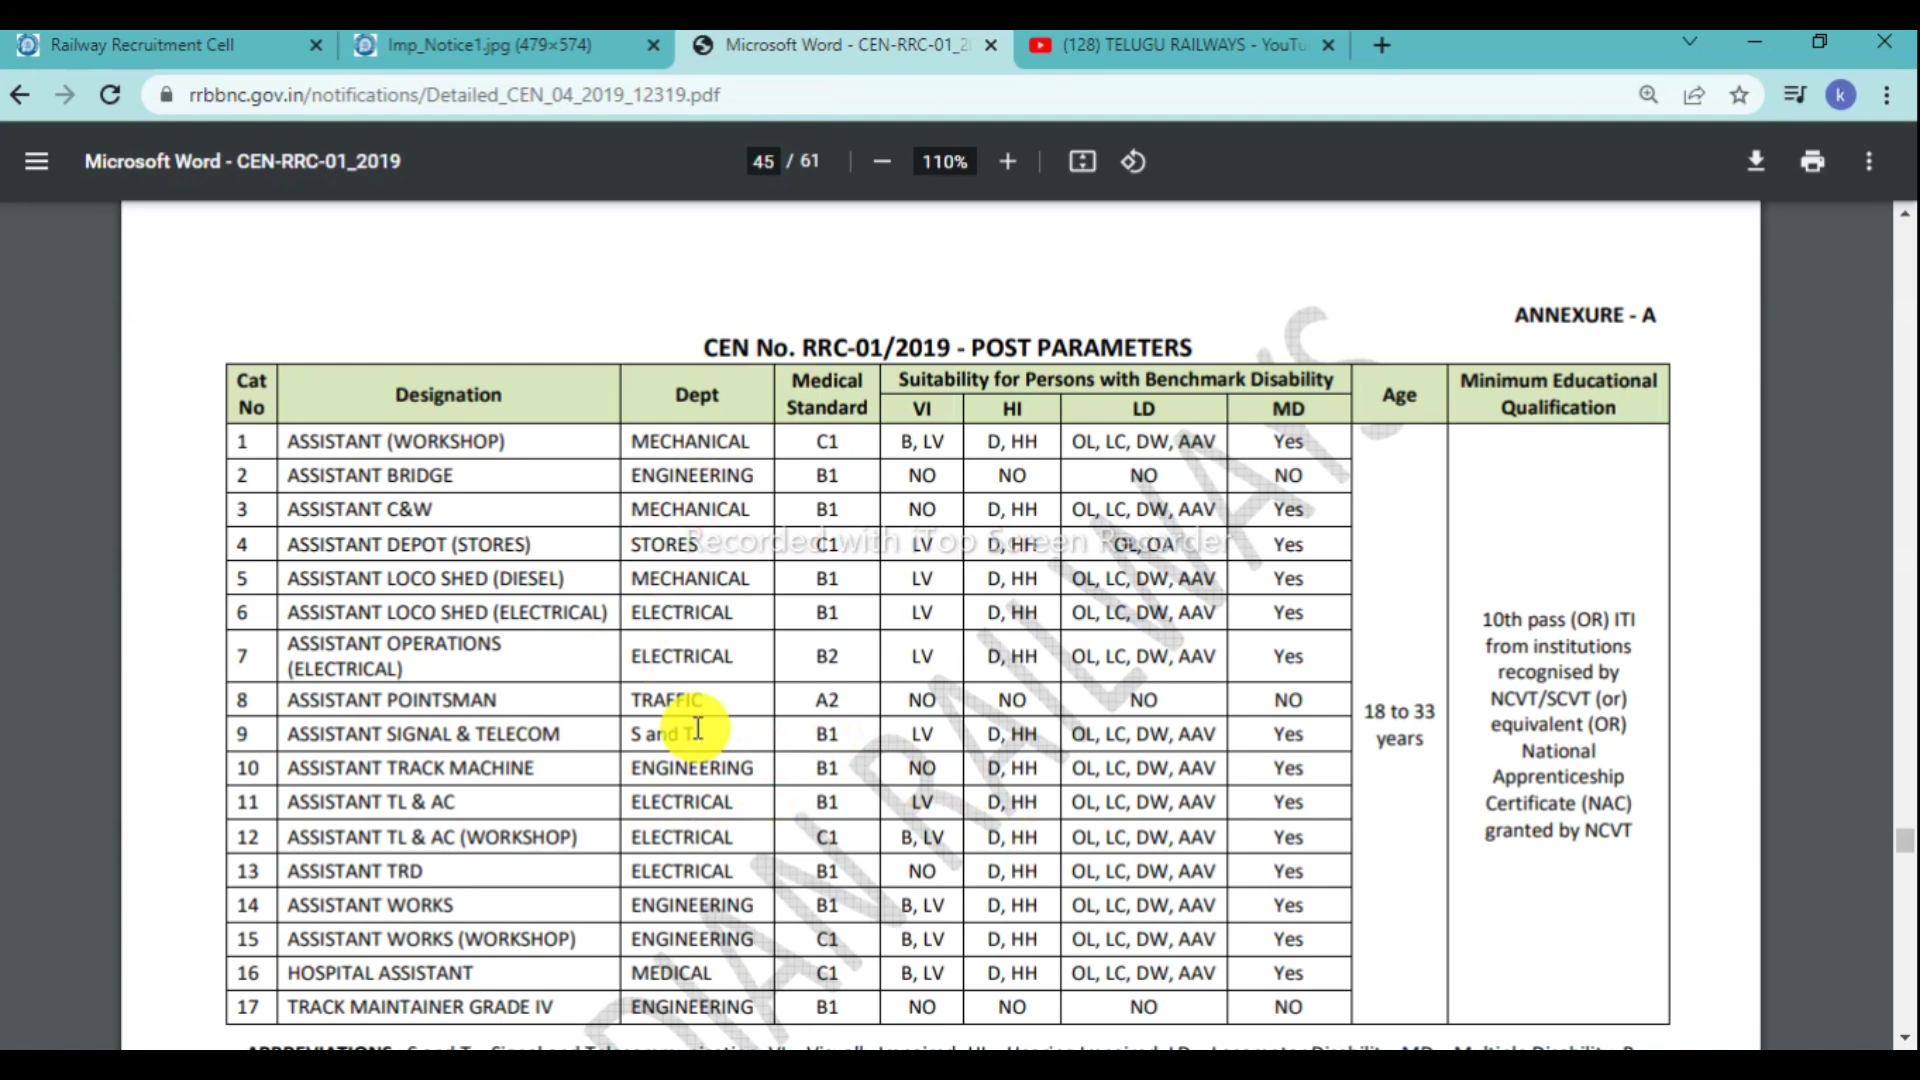 Railway Recruitment Cell
Imp_Notice1.jpg (479×574)
Microsoft Word - CEN-RRC-01_2
(128) TELUGU RAILWAYS - YouTu
rrbbnc.gov.in/notifications/Detailed_CEN_04_2019_12319.pdf
k
Microsoft Word - CEN-RRC-01_2019
45 / 61
110%
ANNEXURE - A
CEN No. RRC-01/2019 - POST PARAMETERS
Cat No Designation Dept Medical Standard Suitability for Persons with Benchmark Disability Age Minimum Educational Qualification
VI HI LD MD
1 ASSISTANT (WORKSHOP) MECHANICAL C1 B, LV D, HH OL, LC, DW, AAV Yes
2 ASSISTANT BRIDGE ENGINEERING B1 NO NO NO NO
3 ASSISTANT C&W MECHANICAL B1 NO D, HH OL, LC, DW, AAV Yes
4 ASSISTANT DEPOT (STORES) STORES C1 LV D, HH OL, OA Yes
Recorded with iTop Screen Recorder
5 ASSISTANT LOCO SHED (DIESEL) MECHANICAL B1 LV D, HH OL, LC, DW, AAV Yes
6 ASSISTANT LOCO SHED (ELECTRICAL) ELECTRICAL B1 LV D, HH OL, LC, DW, AAV Yes
7 ASSISTANT OPERATIONS (ELECTRICAL) ELECTRICAL B2 LV D, HH OL, LC, DW, AAV Yes
8 ASSISTANT POINTSMAN TRAFFIC A2 NO NO NO NO
9 ASSISTANT SIGNAL & TELECOM S and T B1 LV D, HH OL, LC, DW, AAV Yes
10 ASSISTANT TRACK MACHINE ENGINEERING B1 NO D, HH OL, LC, DW, AAV Yes
11 ASSISTANT TL & AC ELECTRICAL B1 LV D, HH OL, LC, DW, AAV Yes
12 ASSISTANT TL & AC (WORKSHOP) ELECTRICAL C1 B, LV D, HH OL, LC, DW, AAV Yes
13 ASSISTANT TRD ELECTRICAL B1 NO D, HH OL, LC, DW, AAV Yes
14 ASSISTANT WORKS ENGINEERING B1 B, LV D, HH OL, LC, DW, AAV Yes
15 ASSISTANT WORKS (WORKSHOP) ENGINEERING C1 B, LV D, HH OL, LC, DW, AAV Yes
16 HOSPITAL ASSISTANT MEDICAL C1 B, LV D, HH OL, LC, DW, AAV Yes
17 TRACK MAINTAINER GRADE IV ENGINEERING B1 NO NO NO NO
18 to 33
years
10th pass (OR) ITI
from institutions
recognised by
NCVT/SCVT (or)
equivalent (OR)
National
Apprenticeship
Certificate (NAC)
granted by NCVT
DIAN RAILWAYS